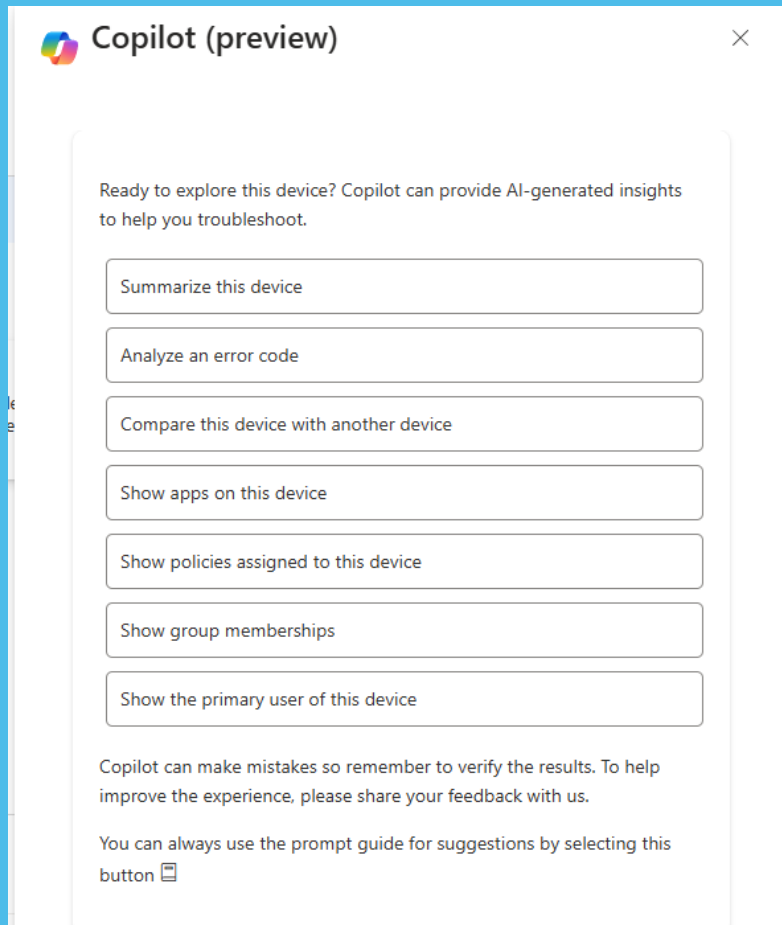 Copilot (preview)
Ready to explore this device? Copilot can provide AI-generated insights
to help you troubleshoot.
Summarize this device
Analyze an error code
Compare this device with another device
Show apps on this device
Show policies assigned to this device
Show group memberships
Show the primary user of this device
Copilot can make mistakes so remember to verify the results. To help
improve the experience, please share your feedback with us.
You can always use the prompt guide for suggestions by selecting this
button